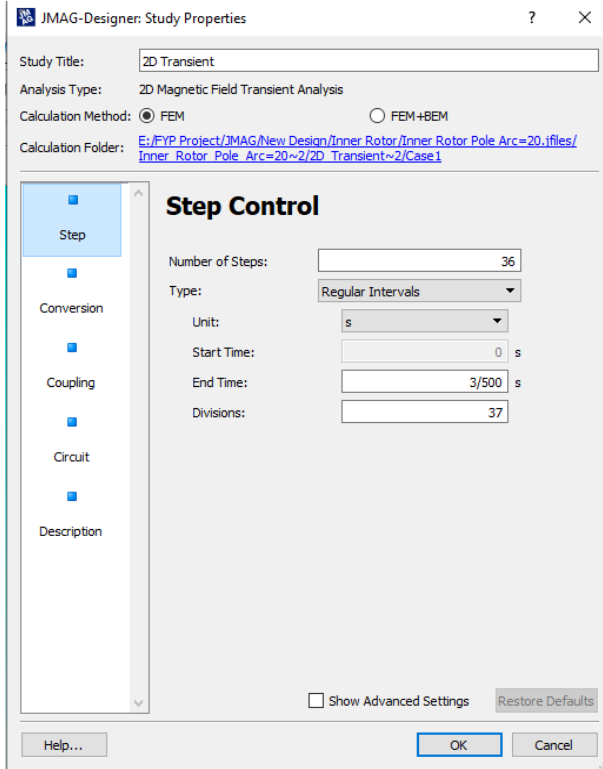 JMAG-Designer: Study Properties
Study Title: 2D Transient
Analysis Type: 2D Magnetic Field Transient Analysis
Calculation Method: FEM FEM+BEM
Calculation Folder: E:/FYP Project/JMAG/New Design/Inner Rotor/Inner Rotor Pole Arc=20.jfiles/
Inner_Rotor_Pole_Arc=20~2/2D_Transient~2/Case1
Step
Conversion
Coupling
Circuit
Description
Step Control
Number of Steps: 36
Type: Regular Intervals
Unit: s
Start Time: 0 s
End Time: 3/500 s
Divisions: 37
Show Advanced Settings Restore Defaults
Help... OK Cancel